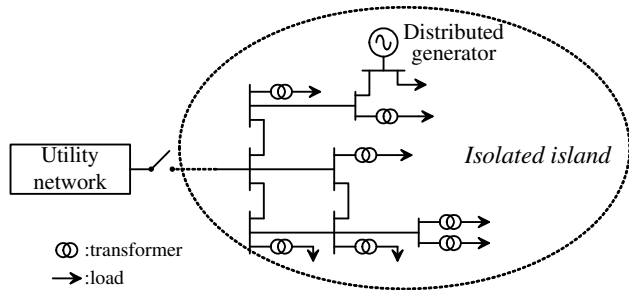 Distributed
generator
Utility
network
Isolated island
:transformer
:load